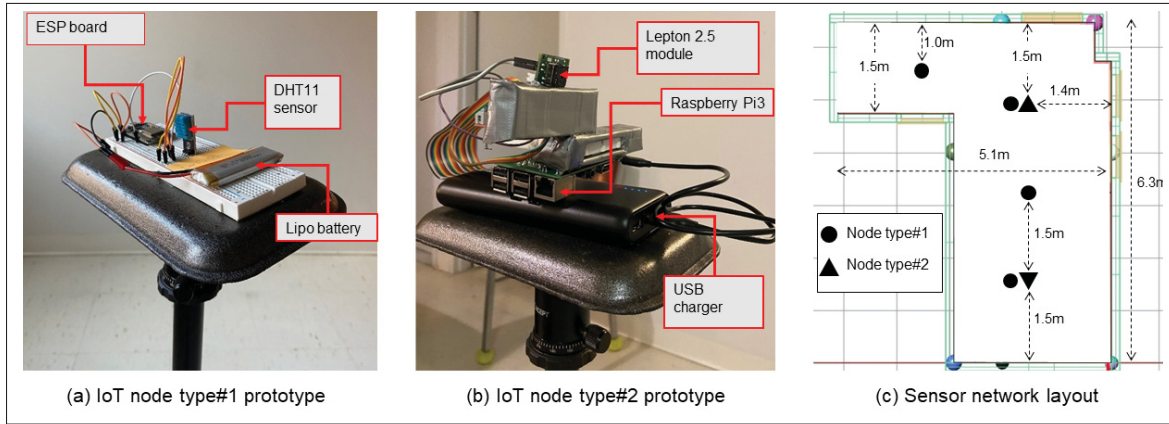 ESP board
DHT11
sensor
Lipo battery
(a) IoT node type#1 prototype
Lepton 2.5
module
Raspberry Pi3
USB
charger
(b) IoT node type#2 prototype
1.0m
1.5m
1.5m
1.4m
5.1m
6.3m
Node type#1
Node type#2
1.5m
1.5m
(c) Sensor network layout